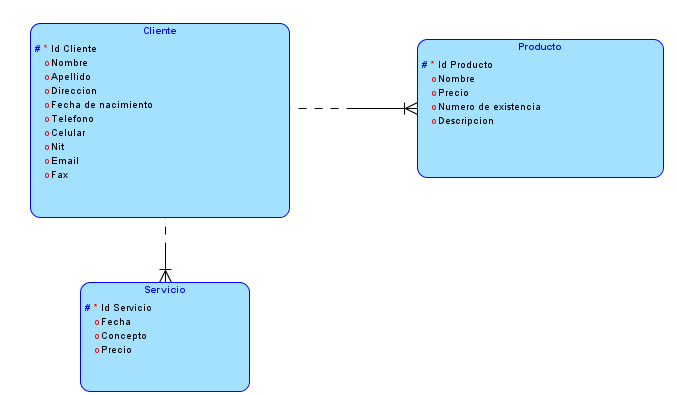 Cliente
# * Id Cliente
o Nombre
o Apellido
o Direccion
o Fecha de nacimiento
o Telefono
o Celular
o Nit
o Email
o Fax
Producto
# * Id Producto
o Nombre
o Precio
o Numero de existencia
o Descripcion
Servicio
# * Id Servicio
o Fecha
o Concepto
o Precio